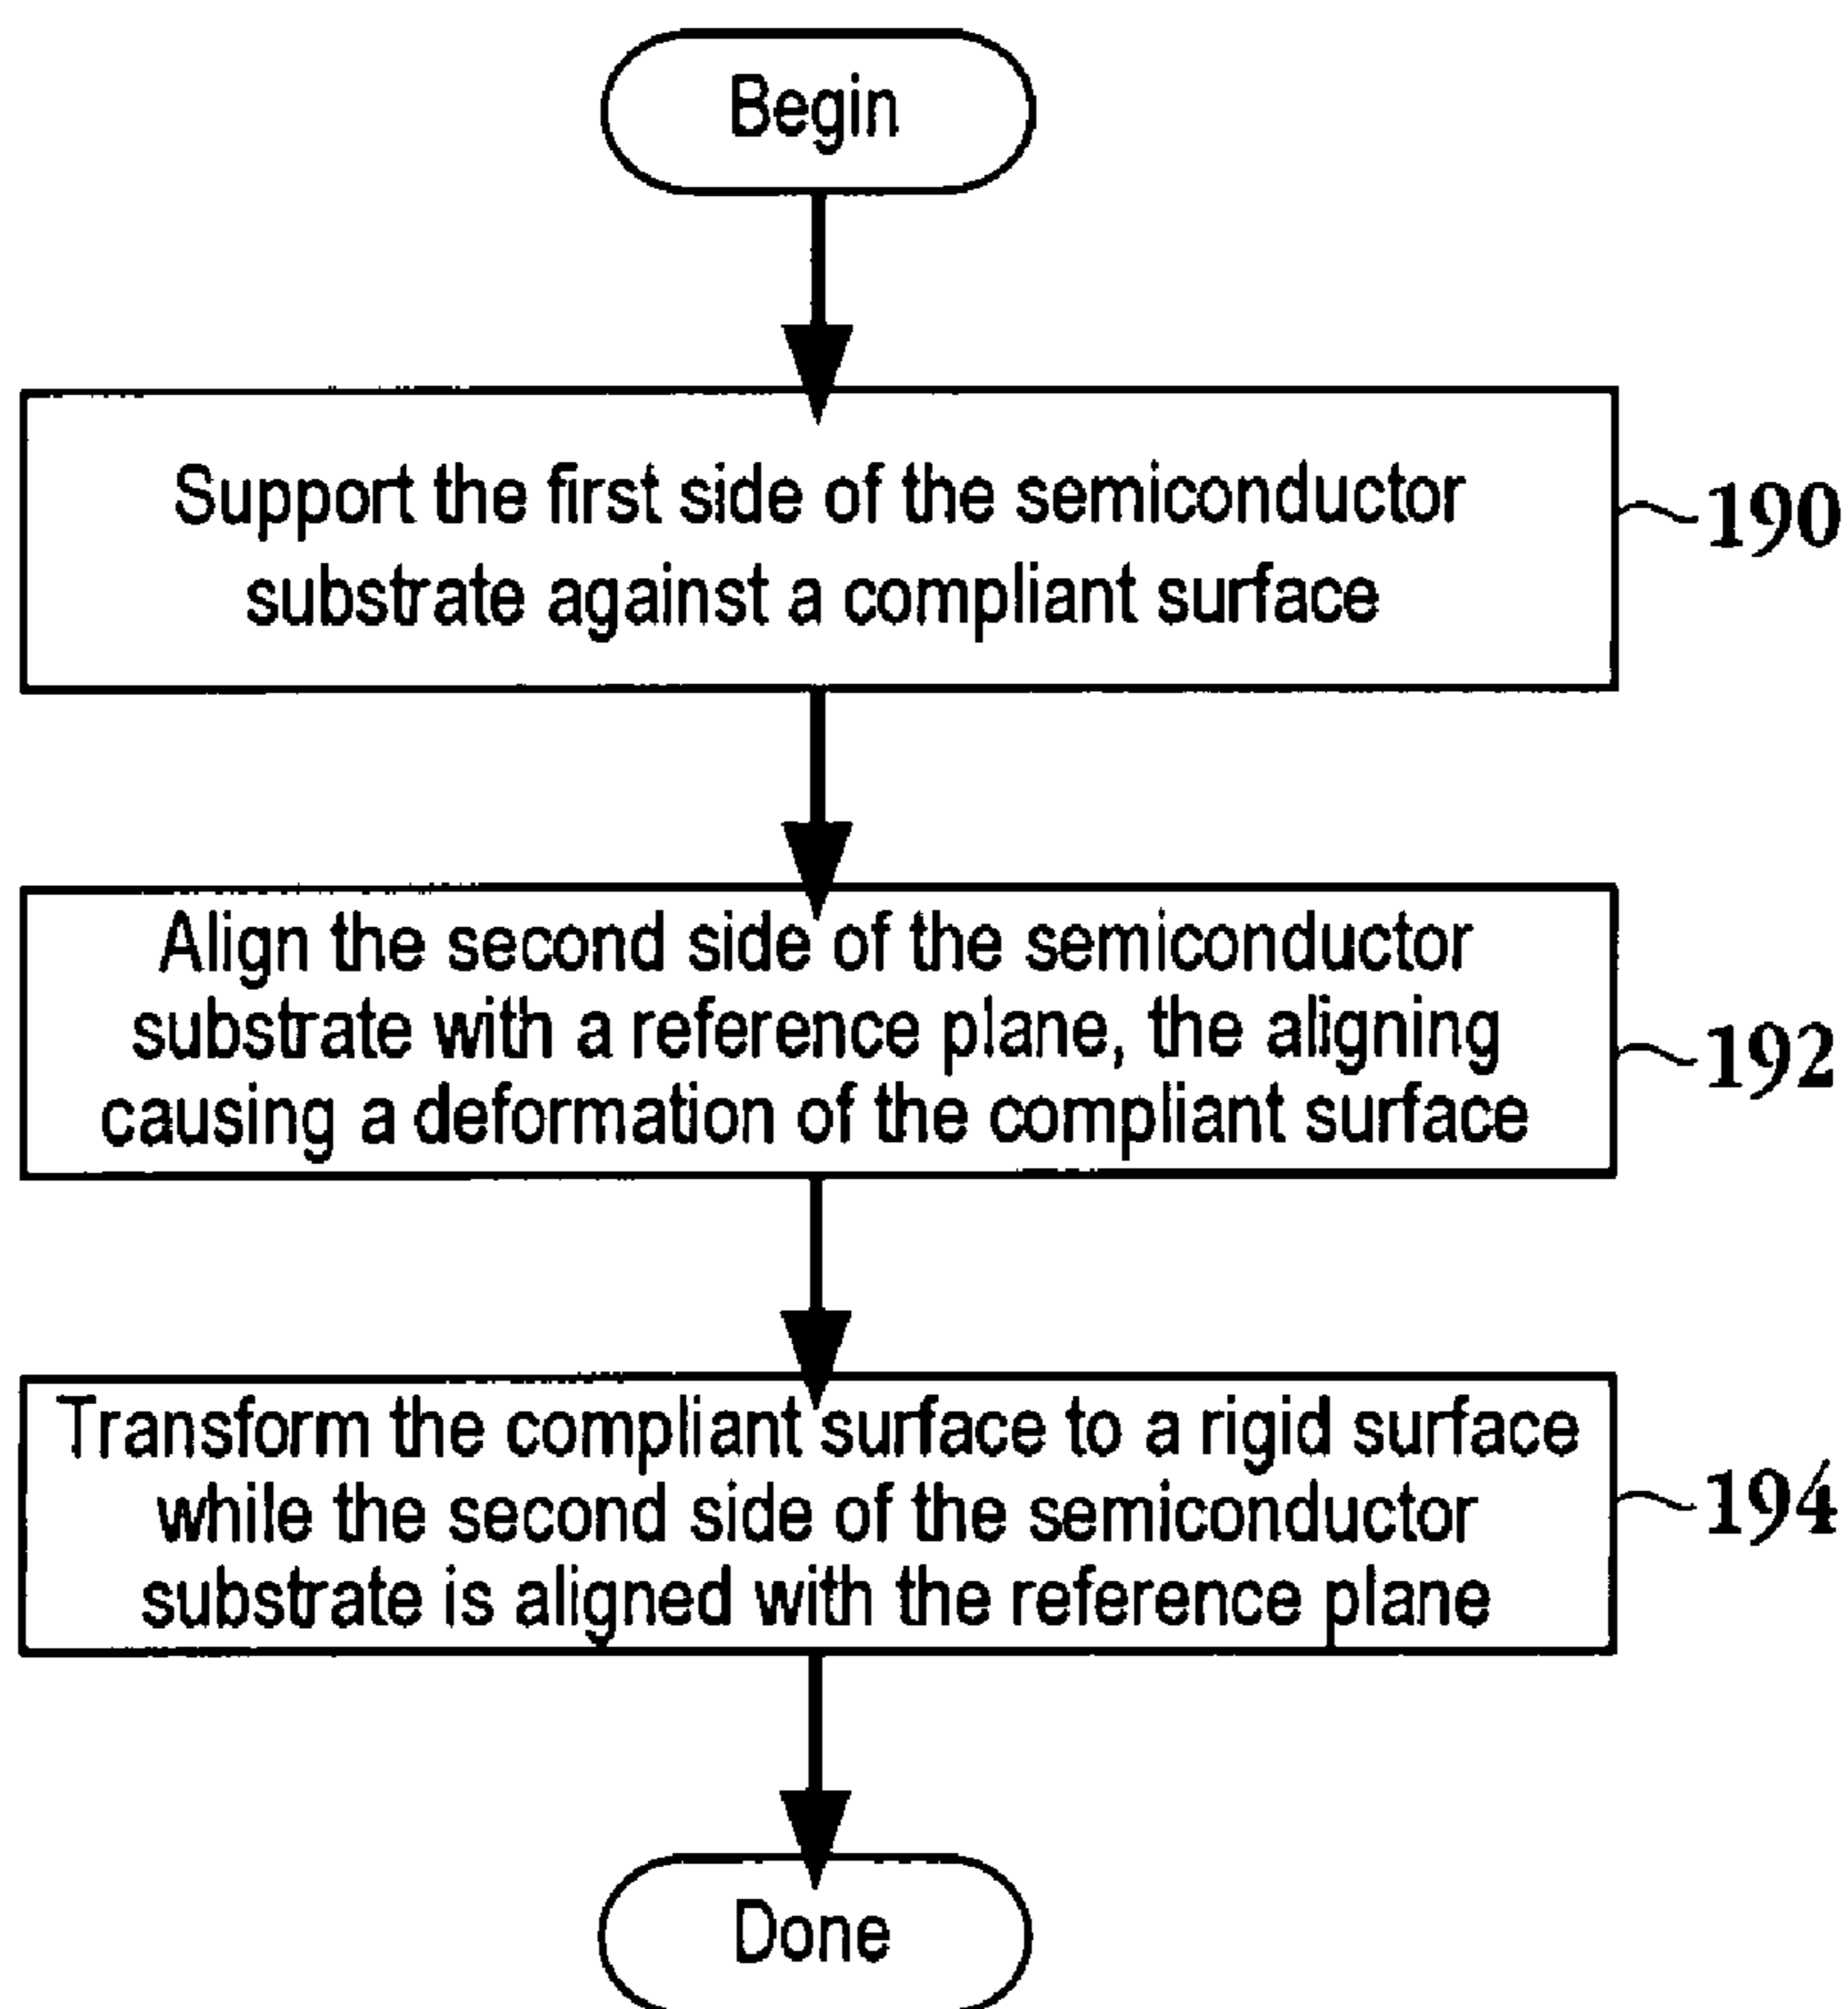 Begin
Support the first side of the semiconductor
substrate against a compliant surface
190
Align the second side of the semiconductor
substrate with a reference plane, the aligning
causing a deformation of the compliant surface
192
Transform the compliant surface to a rigid surface
while the second side of the semiconductor
substrate is aligned with the reference plane
194
Done